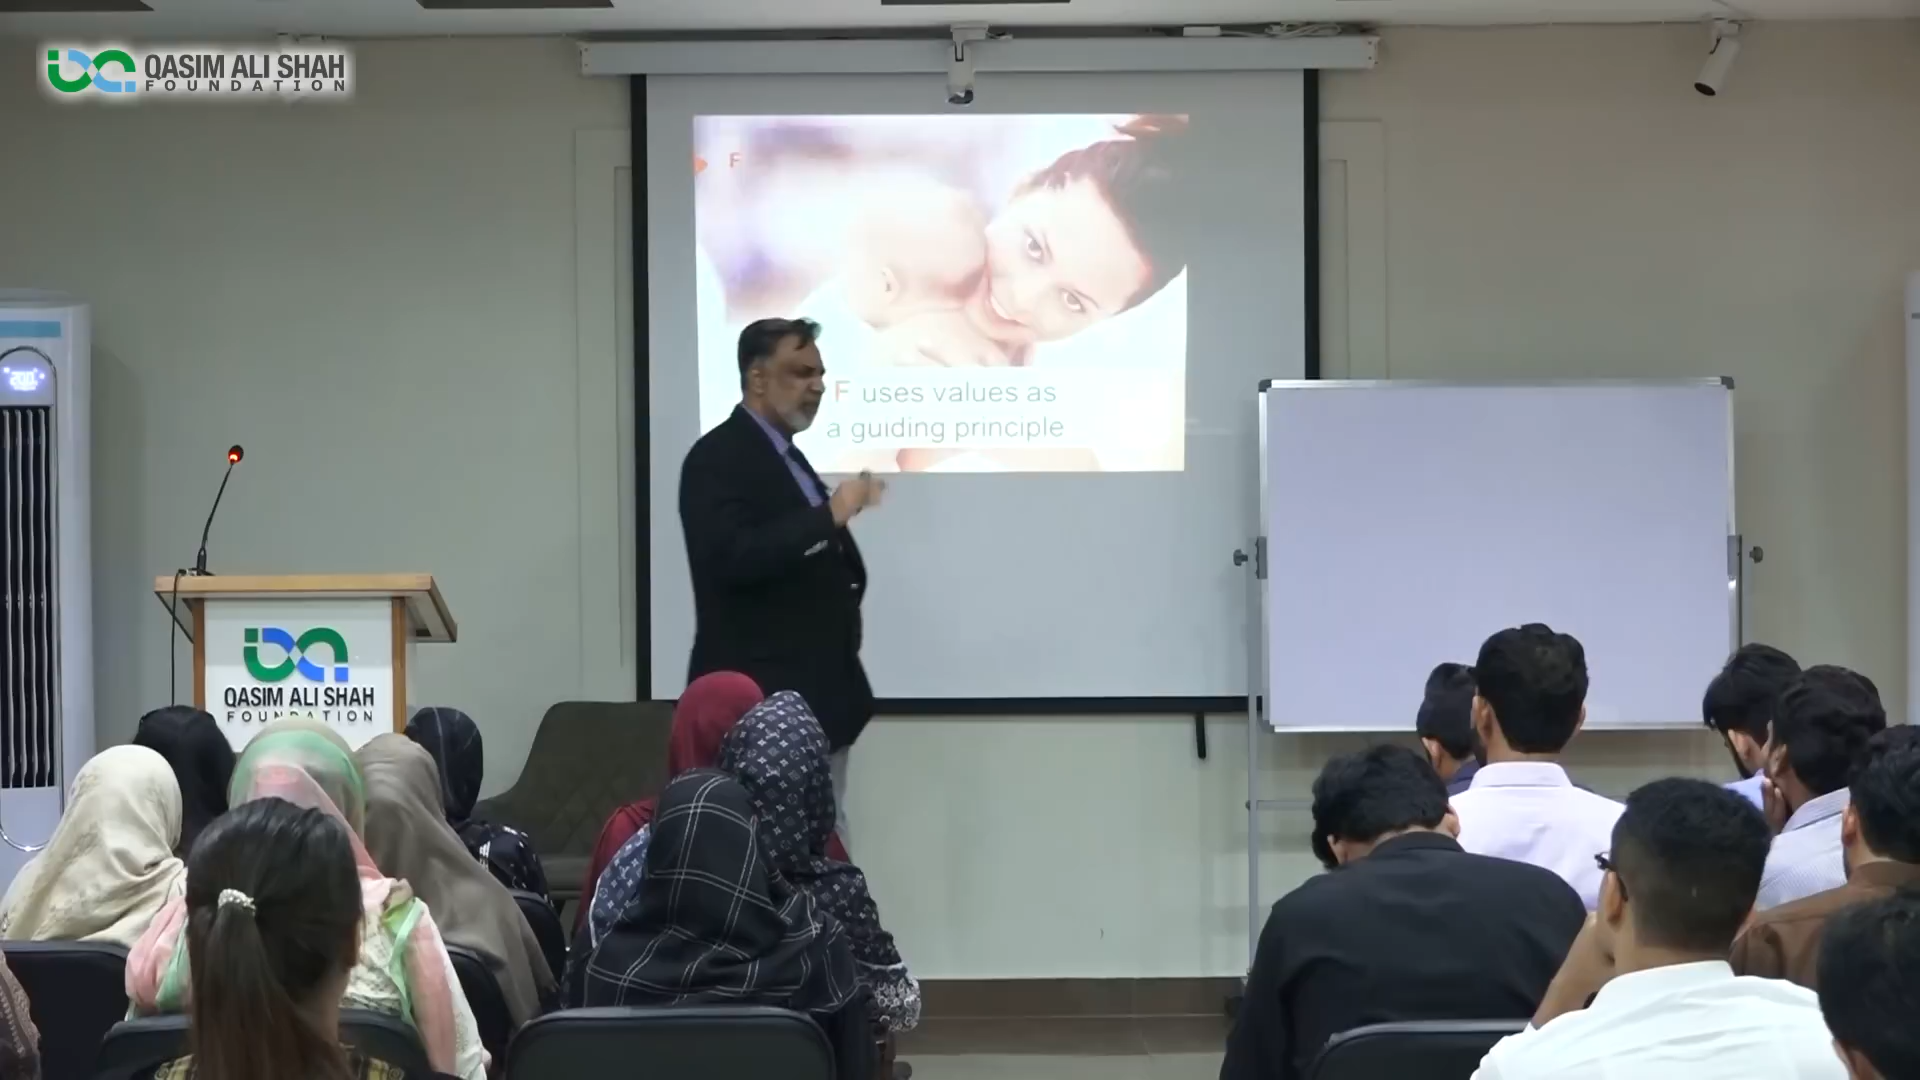 QASIM ALI SHAH
FOUNDATION
F
F uses values as
a guiding principle
QASIM ALI SHAH
FOUNDATION